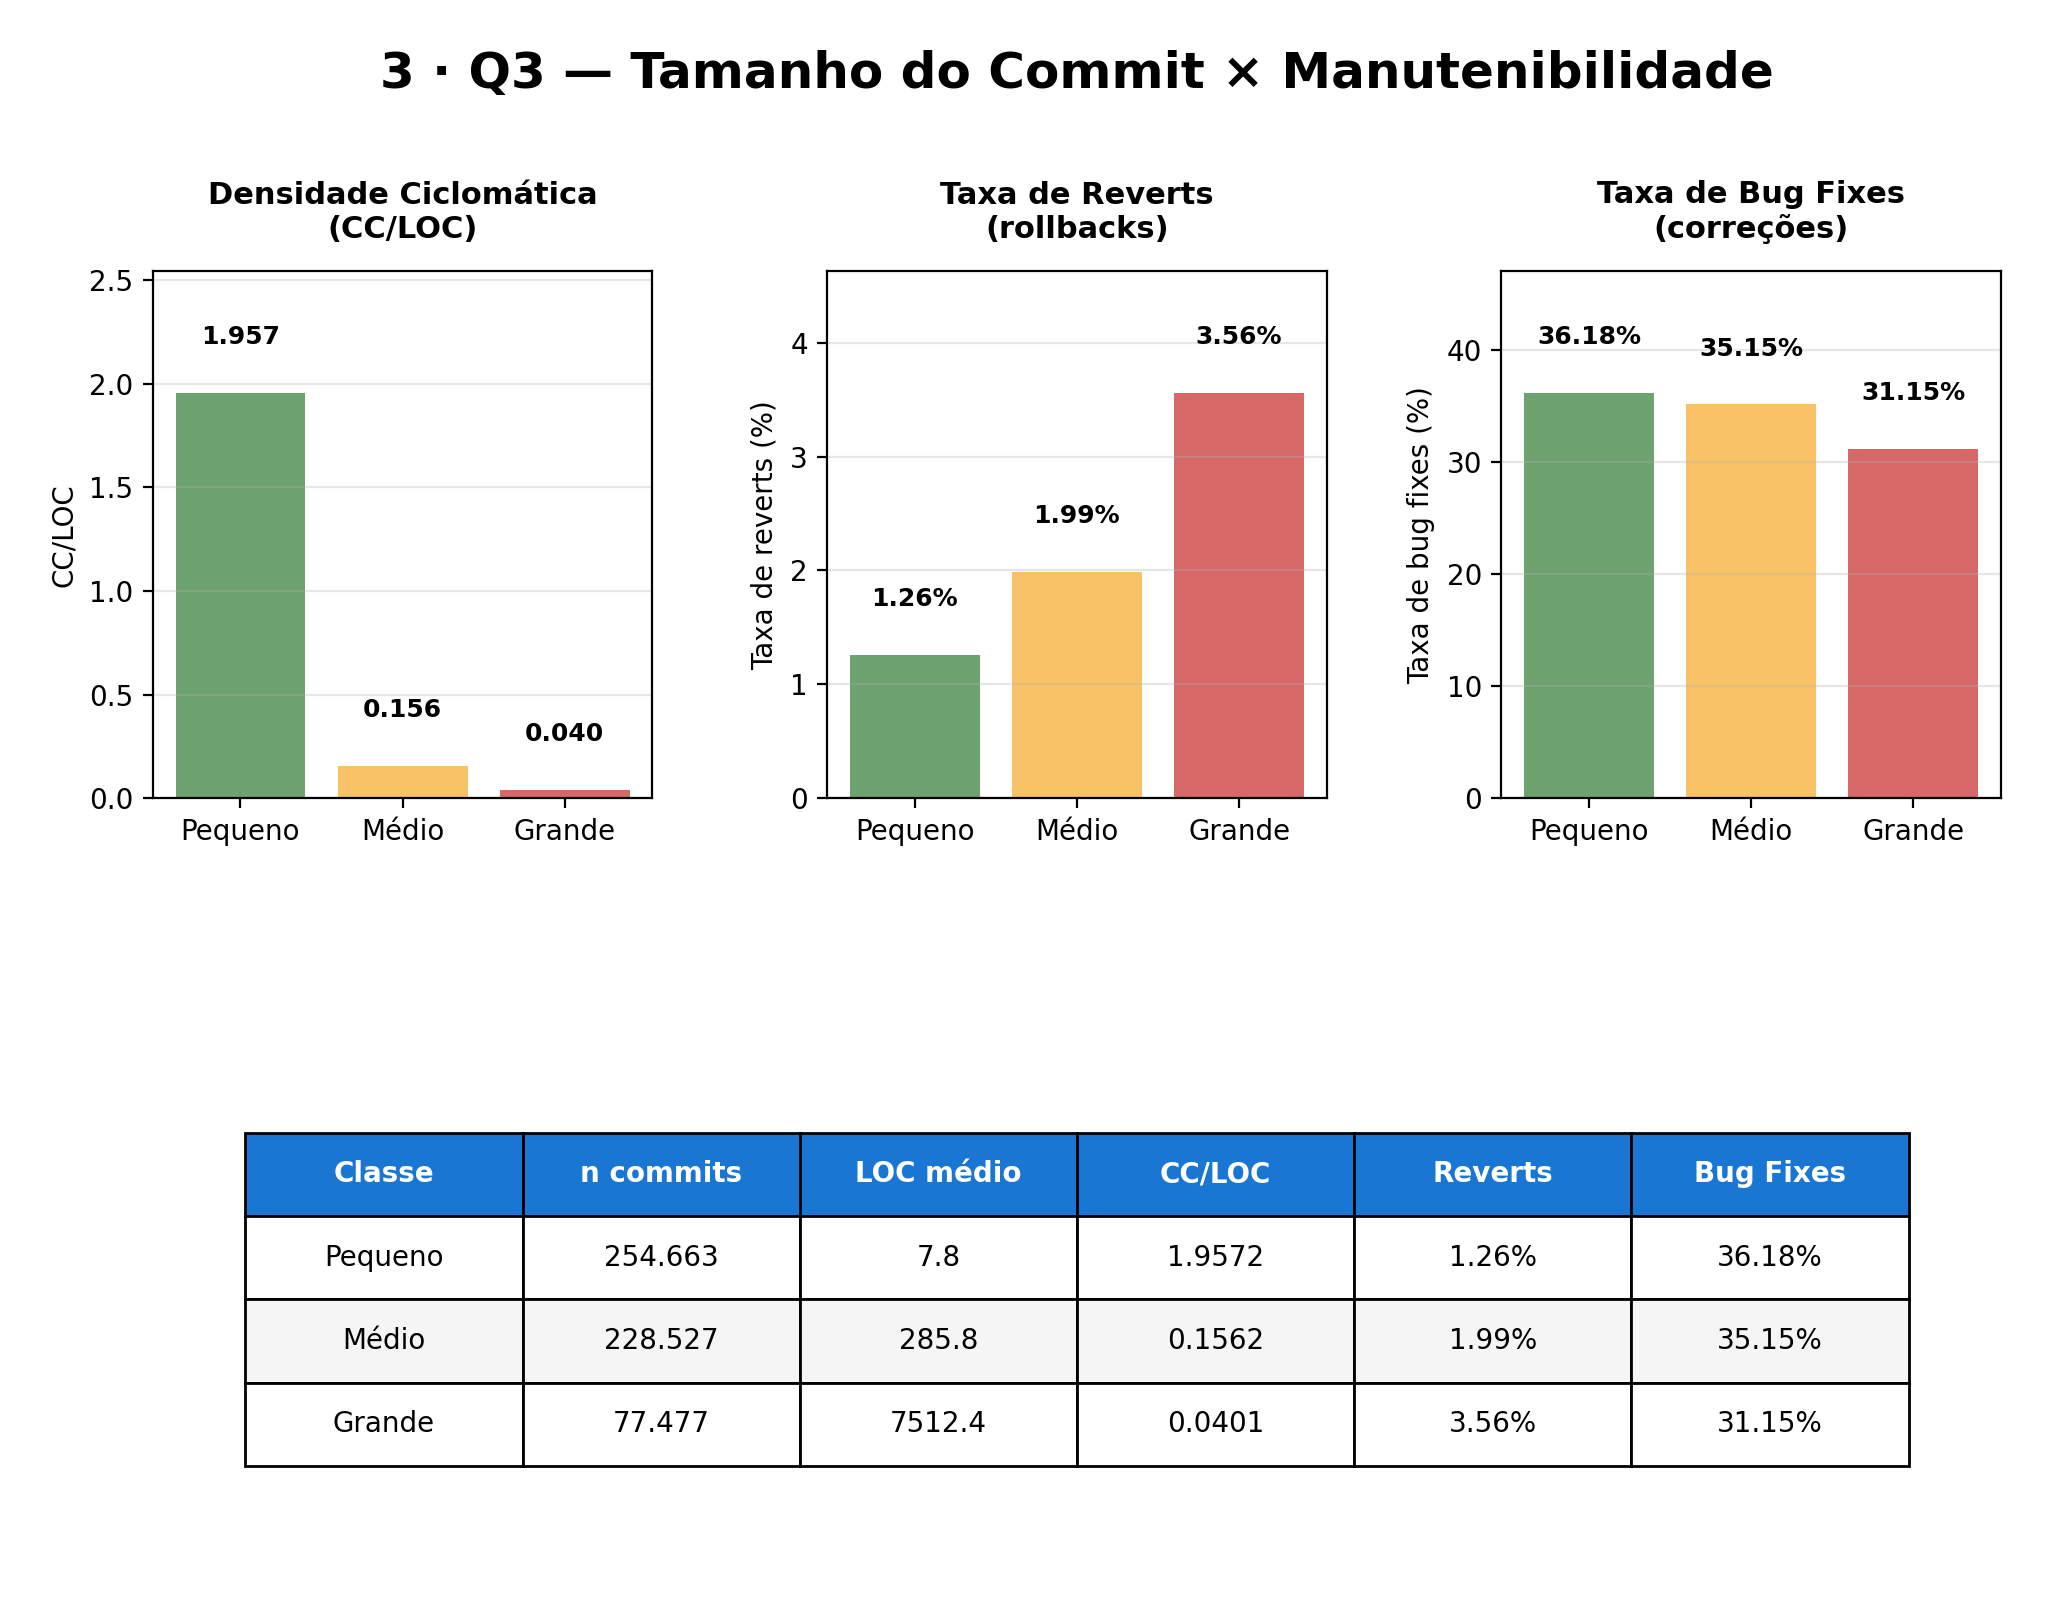 3 · Q3 — Tamanho do Commit × Manutenibilidade
Densidade Ciclomática
(CC/LOC)
CC/LOC
2.5
2.0
1.5
1.0
0.5
0.0
1.957
0.156
0.040
Pequeno Médio Grande
Taxa de Reverts
(rollbacks)
Taxa de reverts (%)
4
3
2
1
0
1.26%
1.99%
3.56%
Pequeno Médio Grande
Taxa de Bug Fixes
(correções)
Taxa de bug fixes (%)
40
30
20
10
0
36.18%
35.15%
31.15%
Pequeno Médio Grande
Classe n commits LOC médio CC/LOC Reverts Bug Fixes
Pequeno 254.663 7.8 1.9572 1.26% 36.18%
Médio 228.527 285.8 0.1562 1.99% 35.15%
Grande 77.477 7512.4 0.0401 3.56% 31.15%